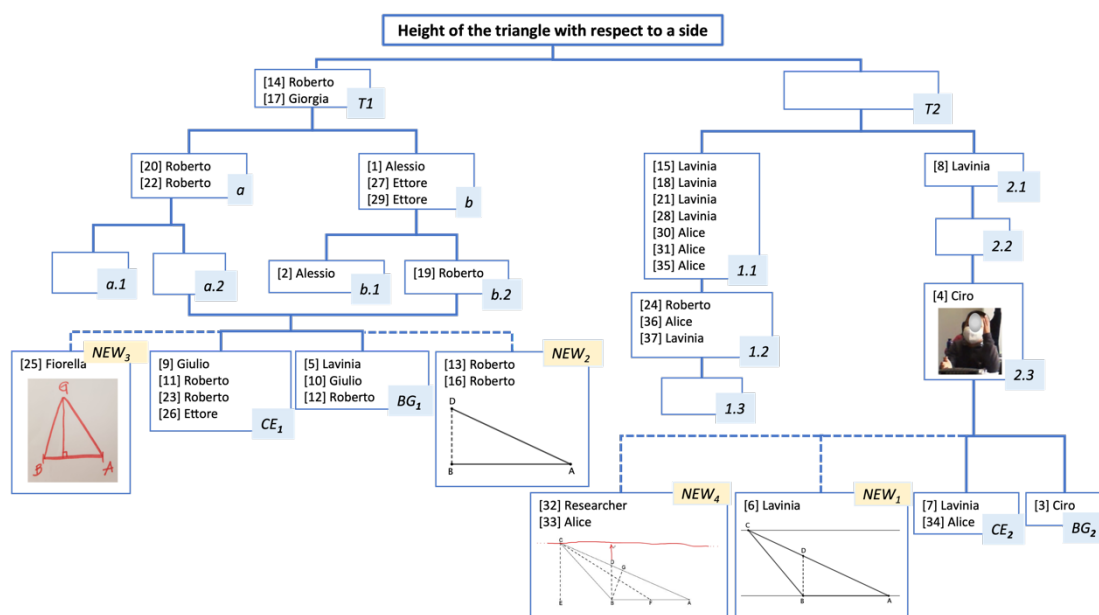 Height of the triangle with respect to a side
[14] Roberto
[17] Giorgia
T1
T2
[20] Roberto
[22] Roberto
a
[1] Alessio
[27] Ettore
[29] Ettore
b
[15] Lavinia
[18] Lavinia
[21] Lavinia
[28] Lavinia
[30] Alice
[31] Alice
[35] Alice
1.1
[8] Lavinia
2.1
2.2
a.1
a.2
[2] Alessio
b.1
[19] Roberto
b.2
[24] Roberto
[36] Alice
[37] Lavinia
1.2
1.3
[4] Ciro
2.3
[25] Fiorella
NEW3
B
A
[9] Giulio
[11] Roberto
[23] Roberto
[26] Ettore
CE1
[5] Lavinia
[10] Giulio
[12] Roberto
BG1
[13] Roberto
[16] Roberto
NEW2
D
B
A
[32] Researcher
[33] Alice
NEW4
G
E
F
A
[6] Lavinia
NEW1
C
D
B
A
[7] Lavinia
[34] Alice
CE2
[3] Ciro
BG2